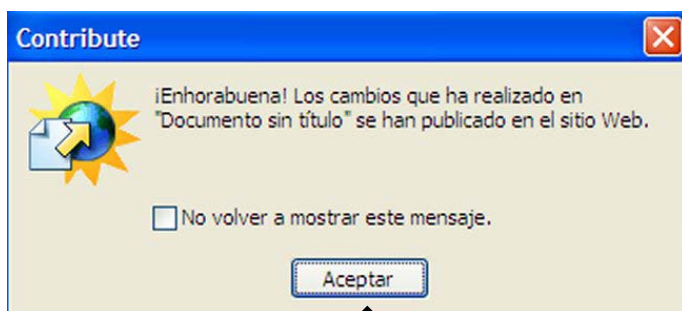 Contribute
¡Enhorabuena! Los cambios que ha realizado en
"Documento sin título" se han publicado en el sitio Web.
No volver a mostrar este mensaje.
Aceptar